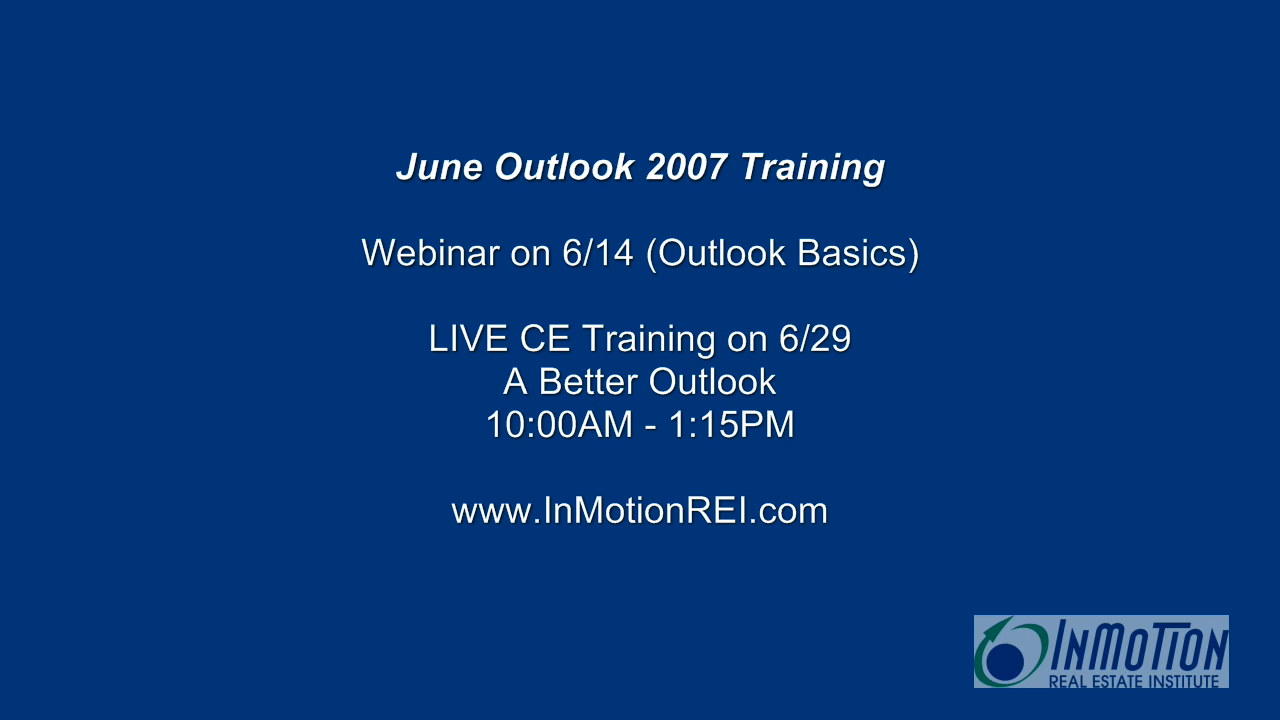 June Outlook 2007 Training
Webinar on 6/14 (Outlook Basics)
LIVE CE Training on 6/29
A Better Outlook
10:00AM - 1:15PM
www.InMotionREI.com
INMOTION
REAL ESTATE INSTITUTE